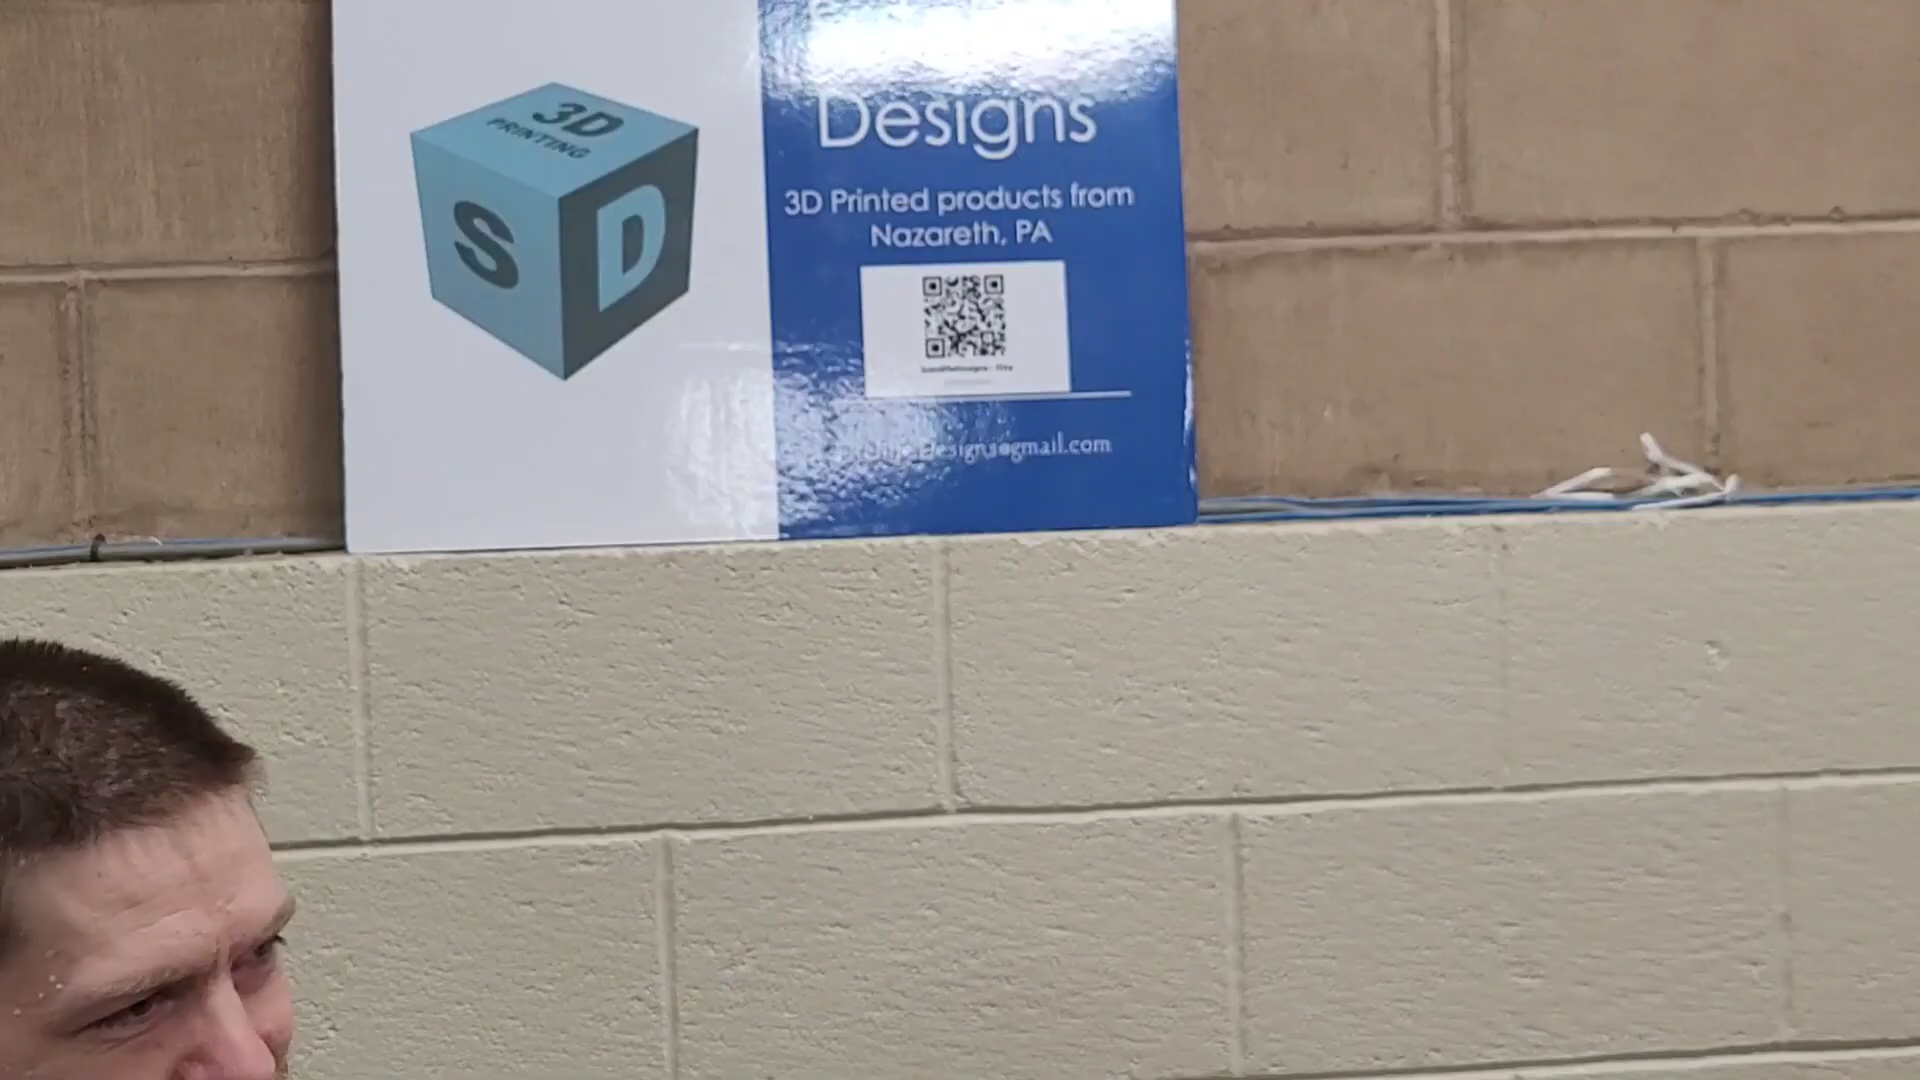 3D
PRINTING
S D
Designs
3D Printed products from
Nazareth, PA